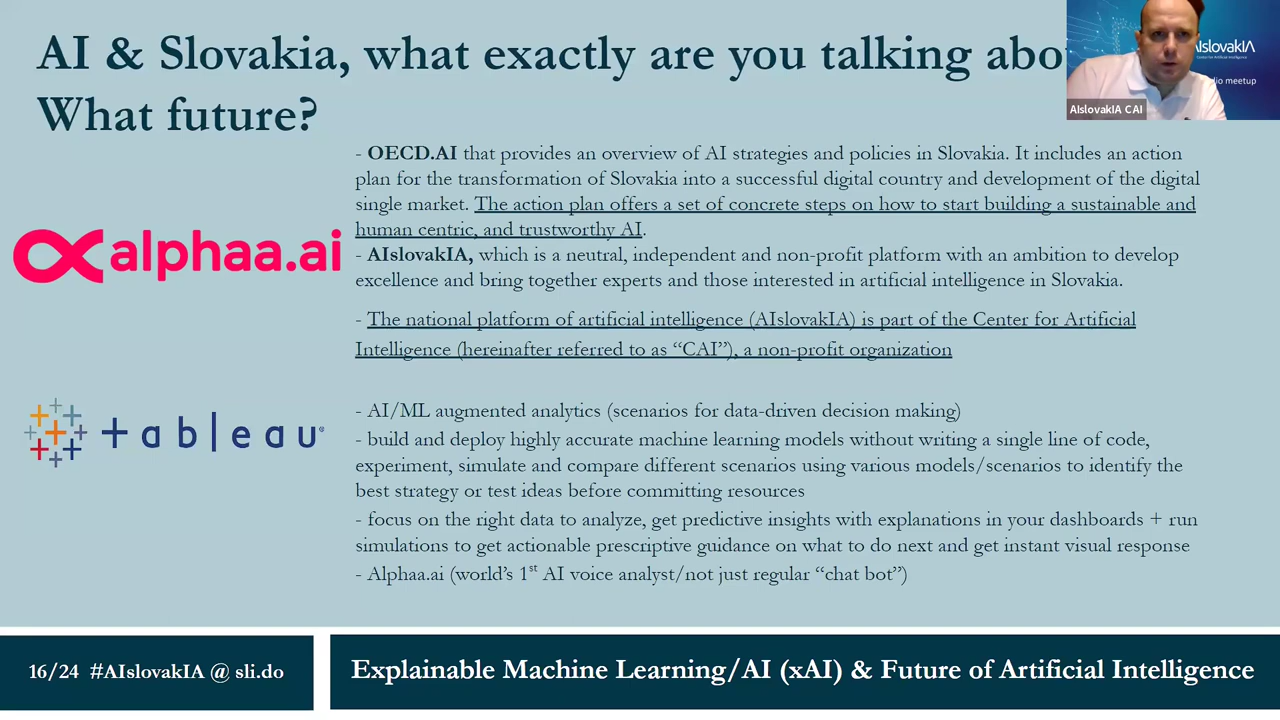 AI & Slovakia, what exactly are you talking abo
What future?
AIslovakIA
dio meetup
AIslovakIA CAI
- OECD.AI that provides an overview of AI strategies and policies in Slovakia. It includes an action
plan for the transformation of Slovakia into a successful digital country and development of the digital
single market. The action plan offers a set of concrete steps on how to start building a sustainable and
human centric, and trustworthy AI.
alphaa.ai
- AIslovakIA, which is a neutral, independent and non-profit platform with an ambition to develop
excellence and bring together experts and those interested in artificial intelligence in Slovakia.
- The national platform of artificial intelligence (AIslovakIA) is part of the Center for Artificial
Intelligence (hereinafter referred to as “CAI”), a non-profit organization
+ab|eau®
- AI/ML augmented analytics (scenarios for data-driven decision making)
- build and deploy highly accurate machine learning models without writing a single line of code,
experiment, simulate and compare different scenarios using various models/scenarios to identify the
best strategy or test ideas before committing resources
- focus on the right data to analyze, get predictive insights with explanations in your dashboards + run
simulations to get actionable prescriptive guidance on what to do next and get instant visual response
- Alphaa.ai (world’s 1st AI voice analyst/not just regular “chat bot”)
16/24 #AIslovakIA @ sli.do
Explainable Machine Learning/AI (xAI) & Future of Artificial Intelligence